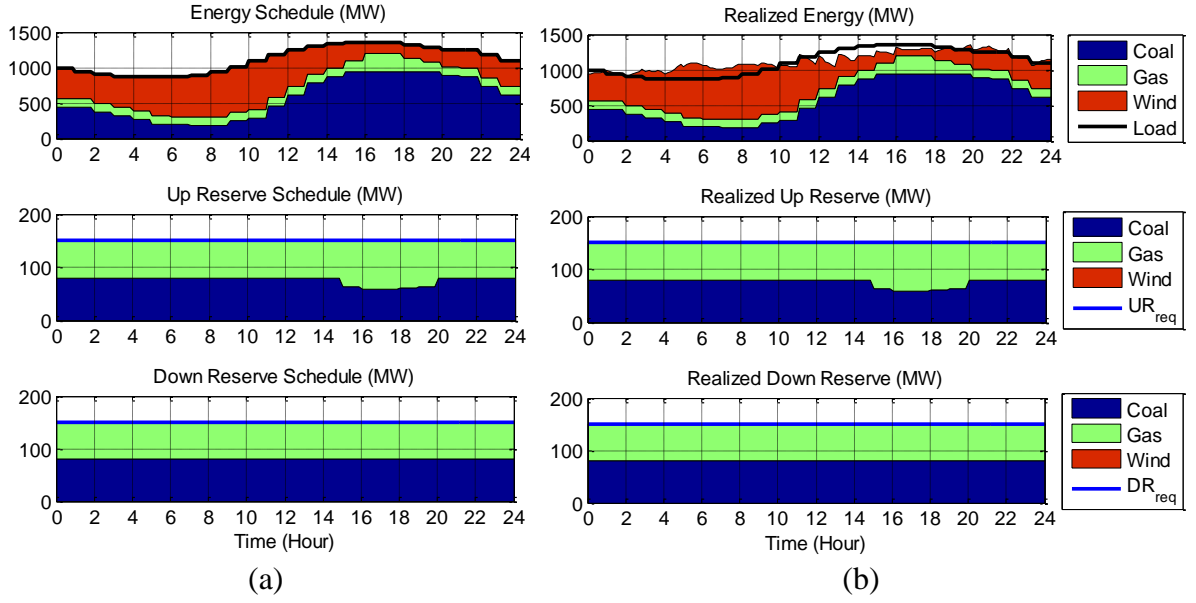 Energy Schedule (MW)
1500
1000
500
0
0 2 4 6 8 10 12 14 16 18 20 22 24
Up Reserve Schedule (MW)
200
100
0
0 2 4 6 8 10 12 14 16 18 20 22 24
Down Reserve Schedule (MW)
200
100
0
0 2 4 6 8 10 12 14 16 18 20 22 24
Time (Hour)
(a)
Realized Energy (MW)
1500
1000
500
0
0 2 4 6 8 10 12 14 16 18 20 22 24
Coal
Gas
Wind
Load
Realized Up Reserve (MW)
200
100
0
0 2 4 6 8 10 12 14 16 18 20 22 24
Coal
Gas
Wind
UR_req
Realized Down Reserve (MW)
200
100
0
0 2 4 6 8 10 12 14 16 18 20 22 24
Coal
Gas
Wind
DR_req
Time (Hour)
(b)